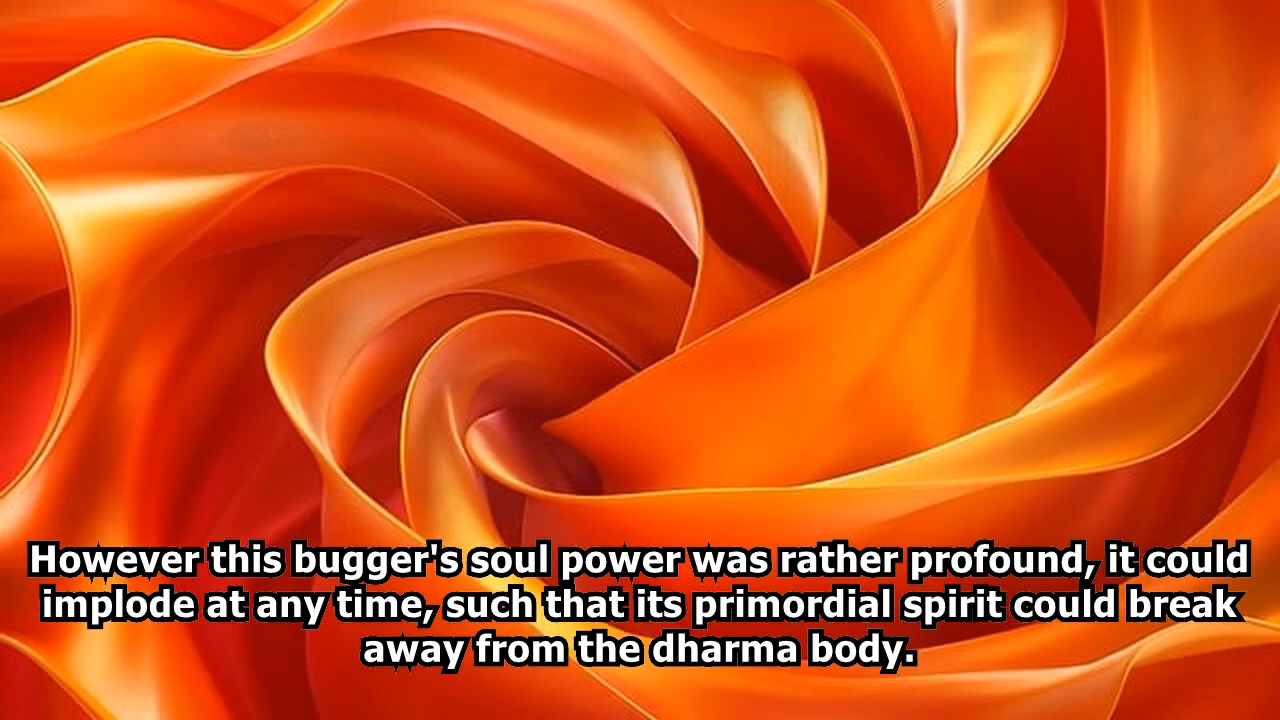 However this bugger's soul power was rather profound, it could
implode at any time, such that its primordial spirit could break
away from the dharma body.